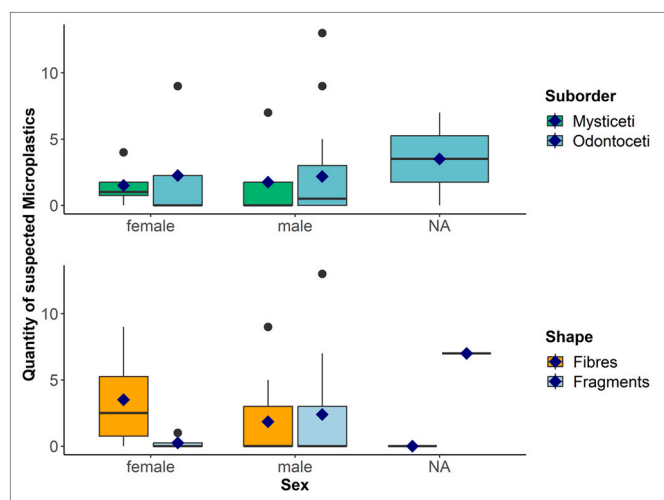 Quantity of suspected Microplastics
10
5
0
female
male
NA
Suborder
Mysticeti
Odontoceti
10
5
0
female
male
NA
Sex
Shape
Fibres
Fragments